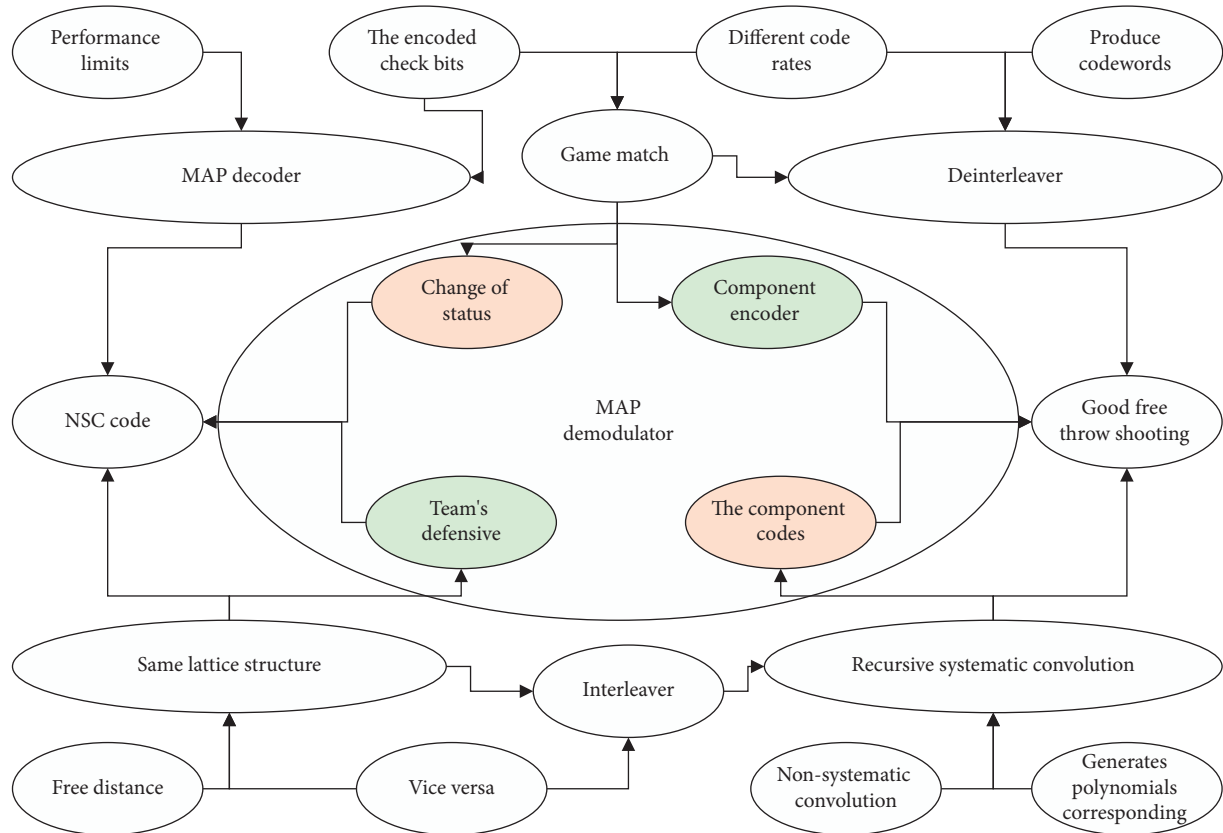 Performance
limits
The encoded
check bits
Different code
rates
Produce
codewords
Game match
MAP decoder
Deinterleaver
Change of
status
Component
encoder
NSC code
MAP
demodulator
Good free
throw shooting
Team's
defensive
The component
codes
Same lattice structure
Interleaver
Recursive systematic convolution
Free distance
Vice versa
Non-systematic
convolution
Generates
polynomials
corresponding